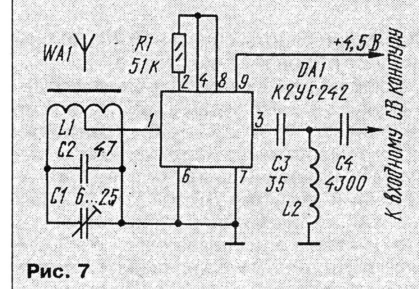 WA1
R1
51к
2
4
8
9
+4,5 В
DA1
К2УС242
L1
1
3
C2
47
C1
6...25
6
7
C3
35
L2
C4
4300
К входному СВ контуру
Рис. 7